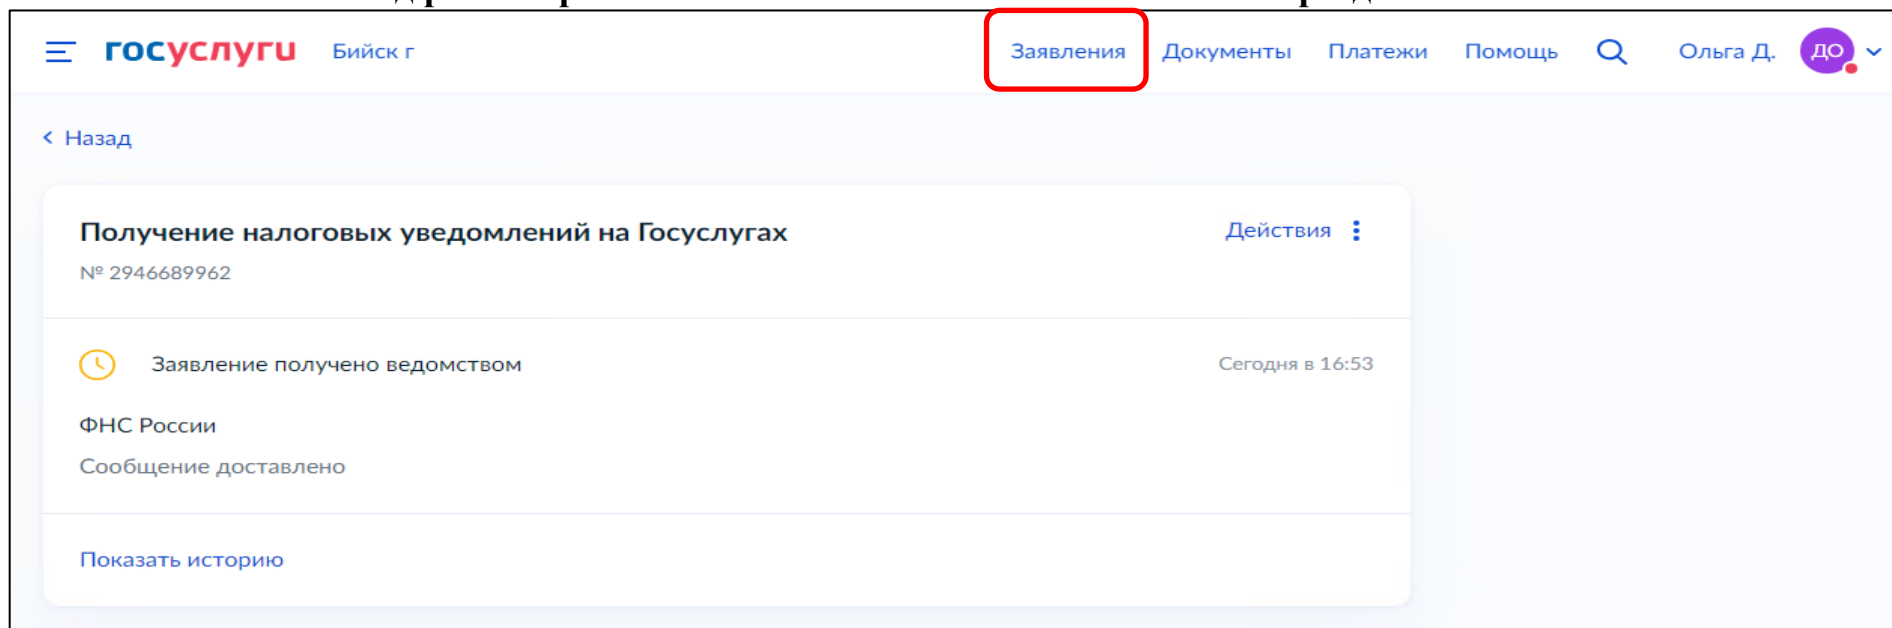 госуслуги Бийск г Заявления Документы Платежи Помощь Ольга Д. ДО
Назад
Получение налоговых уведомлений на Госуслугах Действия
№ 2946689962
Заявление получено ведомством Сегодня в 16:53
ФНС России
Сообщение доставлено
Показать историю